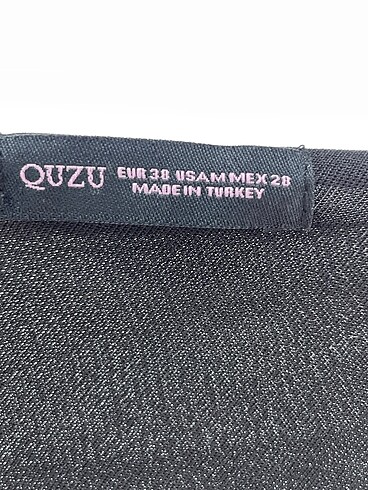 QUZU EUR 38 USA M MEX 28
MADE IN TURKEY